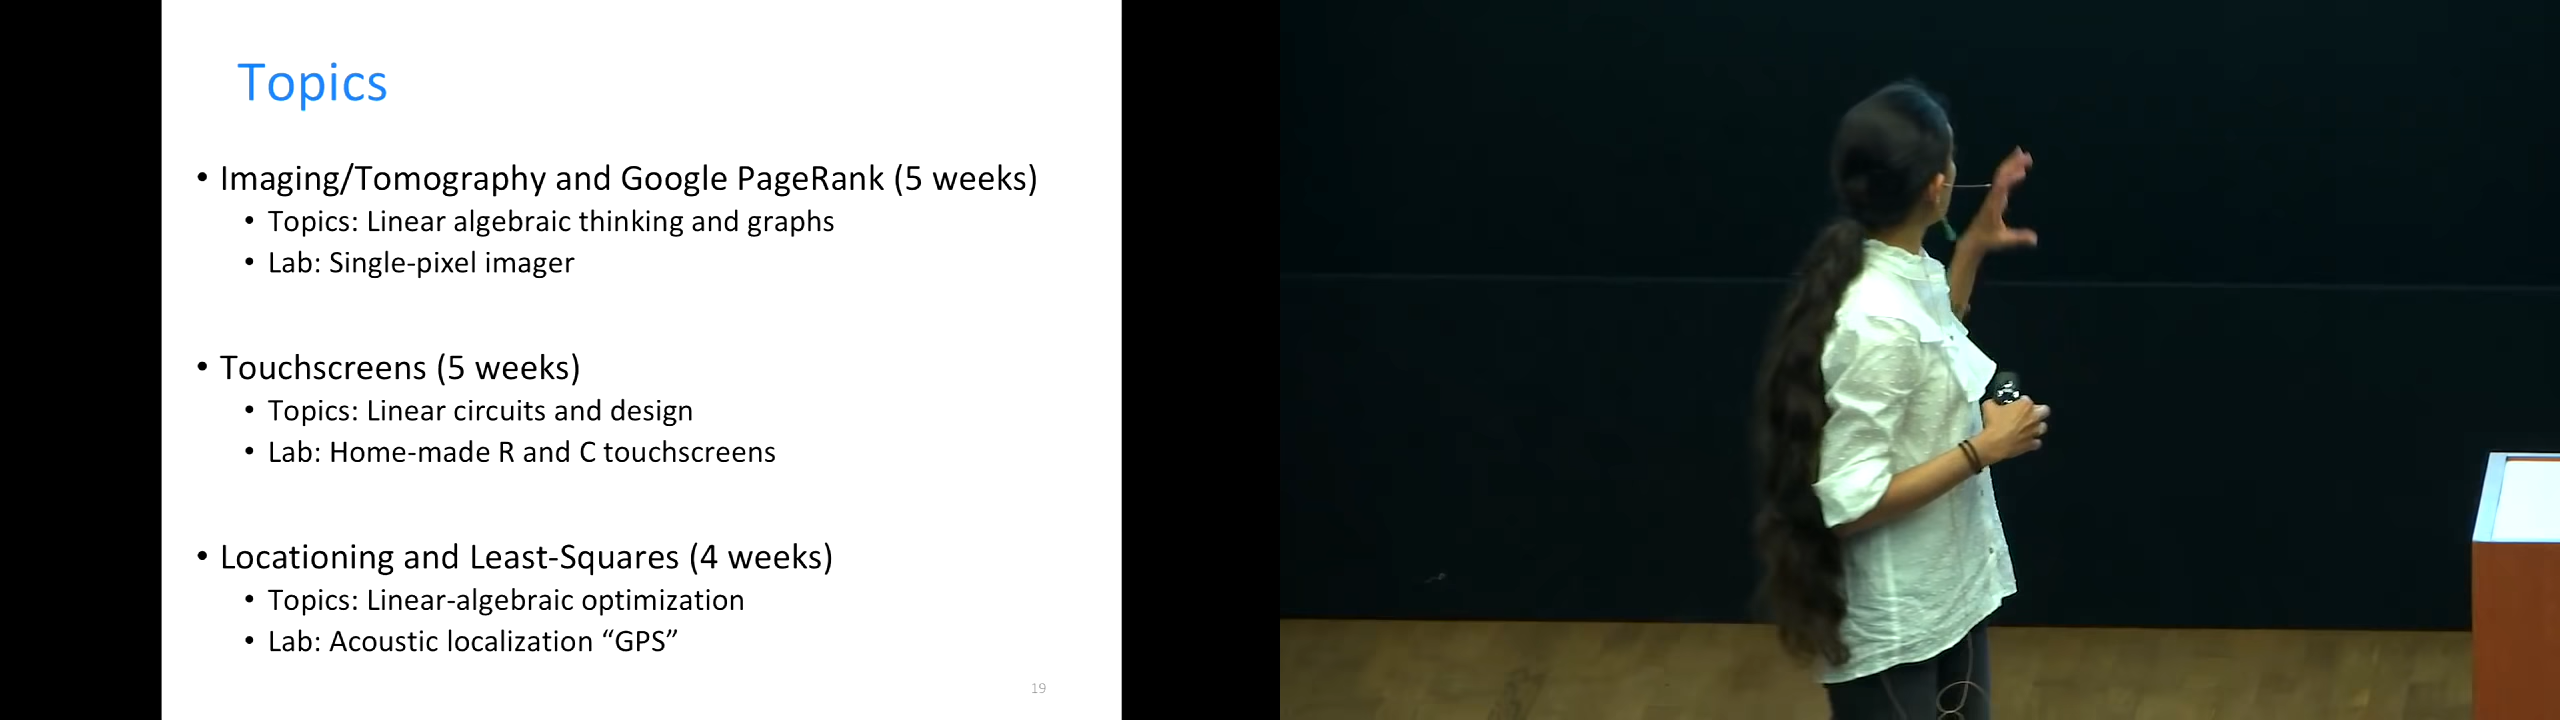 Topics
• Imaging/Tomography and Google PageRank (5 weeks)
• Topics: Linear algebraic thinking and graphs
• Lab: Single-pixel imager
• Touchscreens (5 weeks)
• Topics: Linear circuits and design
• Lab: Home-made R and C touchscreens
• Locationing and Least-Squares (4 weeks)
• Topics: Linear-algebraic optimization
• Lab: Acoustic localization “GPS”
19